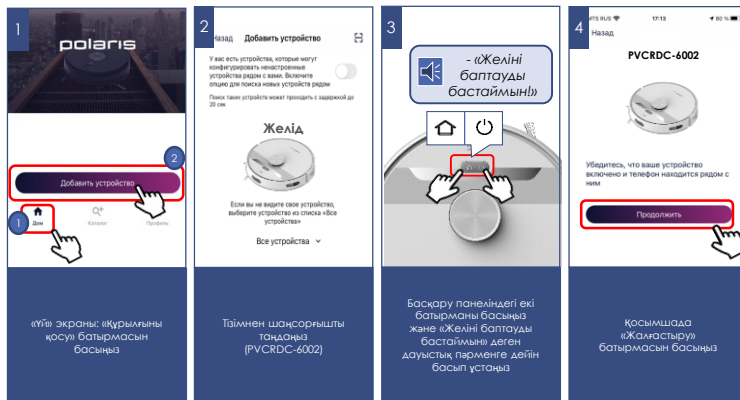 1
polaris
2
Добавить устройство
1
Дом
Каталог
Профиль
«Үй» экраны: «Құрылғыны
қосу» батырмасын
басыңыз
2
Назад
Добавить устройство
У вас есть устройства, которые могут
конфигурировать ненастроенные
устройства рядом с вами. Включите
опцию для поиска новых устройств рядом
Поиск таких устройств может проходить с задержкой до
20 сек
Желід
Если вы не видите свое устройство,
выберите устройство из списка «Все
устройства»
Все устройства
Тізімнен шаңсорғышты
таңдаңыз
(PVCRDC-6002)
3
- «Желіні
баптауды
бастаймын!»
Басқару панеліндегі екі
батырманы басыңыз
және «Желіні баптауды
бастаймын» деген
дауыстық пәрменге дейін
басып ұстаңыз
4
MTS RUS
17:13
80 %
Назад
PVCRDC-6002
Убедитесь, что ваше устройство
включено и телефон находится рядом с
ним
Продолжить
Қосымшада
«Жалғастыру»
батырмасын басыңыз